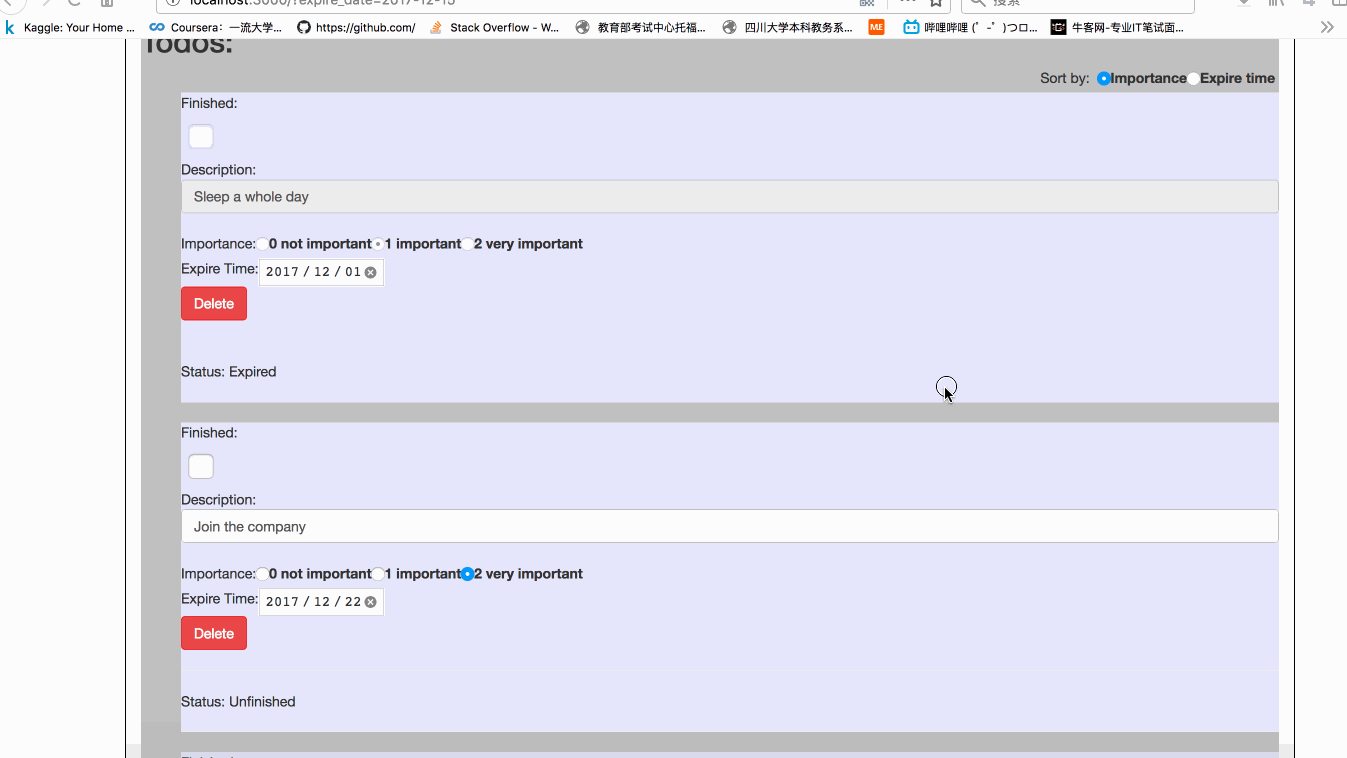 localhost:3000/?expire_date=2017-12-15
搜索
Kaggle: Your Home ... Coursera：一流大学... https://github.com/ Stack Overflow - W... 教育部考试中心托福... 四川大学本科教务系... ME 哔哩哔哩 (゜-゜)つロ... 牛客网-专业IT笔试面...
Todos:
Sort by: Importance Expire time
Finished:
Description:
Sleep a whole day
Importance: 0 not important 1 important 2 very important
Expire Time: 2017 / 12 / 01
Delete
Status: Expired
Finished:
Description:
Join the company
Importance: 0 not important 1 important 2 very important
Expire Time: 2017 / 12 / 22
Delete
Status: Unfinished